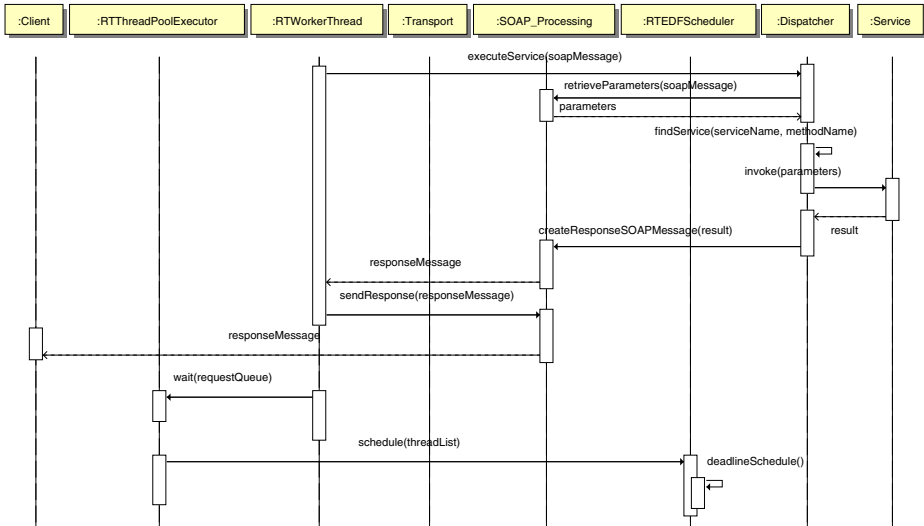 :Client
:RTThreadPoolExecutor
:RTWorkerThread
:Transport
:SOAP_Processing
:RTEDFScheduler
:Dispatcher
:Service
executeService(soapMessage)
retrieveParameters(soapMessage)
parameters
findService(serviceName, methodName)
invoke(parameters)
result
createResponseSOAPMessage(result)
responseMessage
sendResponse(responseMessage)
responseMessage
wait(requestQueue)
schedule(threadList)
deadlineSchedule()